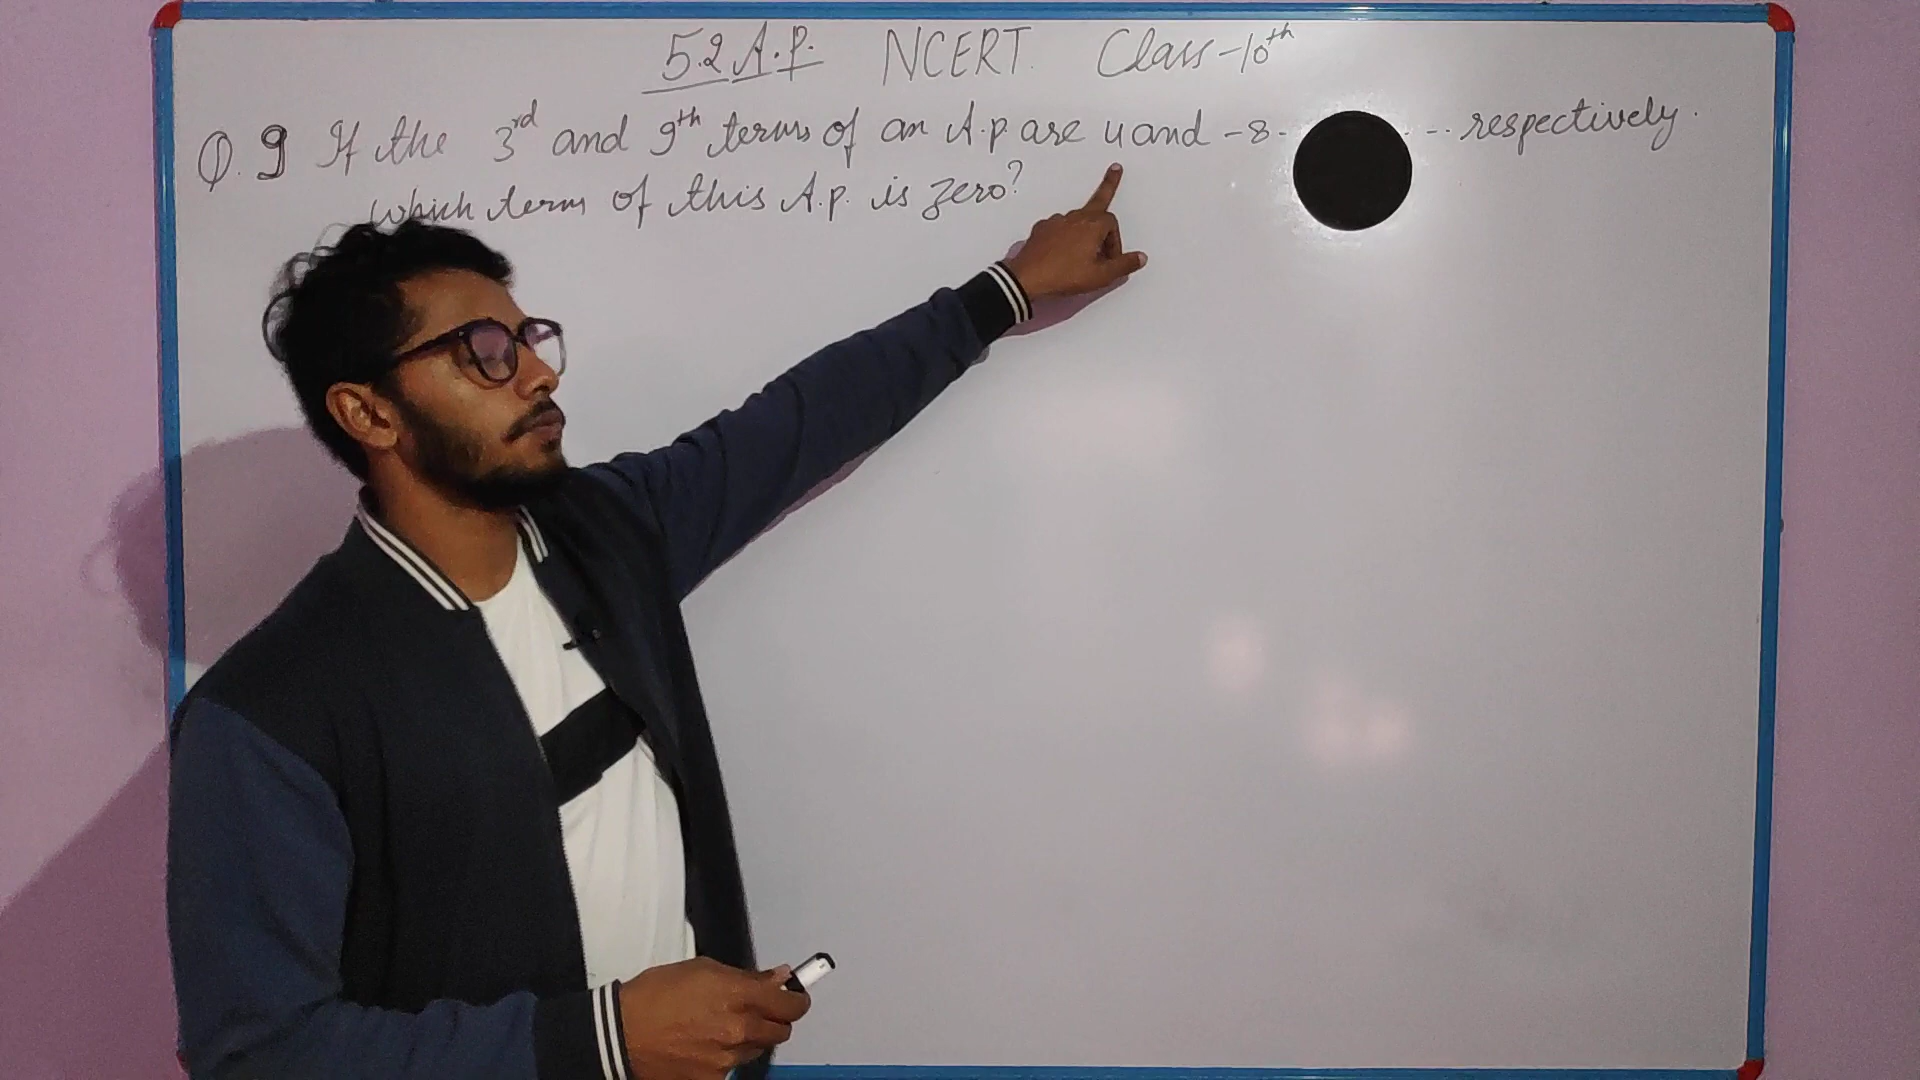 5.2 A.P. NCERT. Class-10th
Q.9 If the 3rd and 9th terms of an A.p are 4 and -8- -- respectively.
which term of this A.p. is zero?